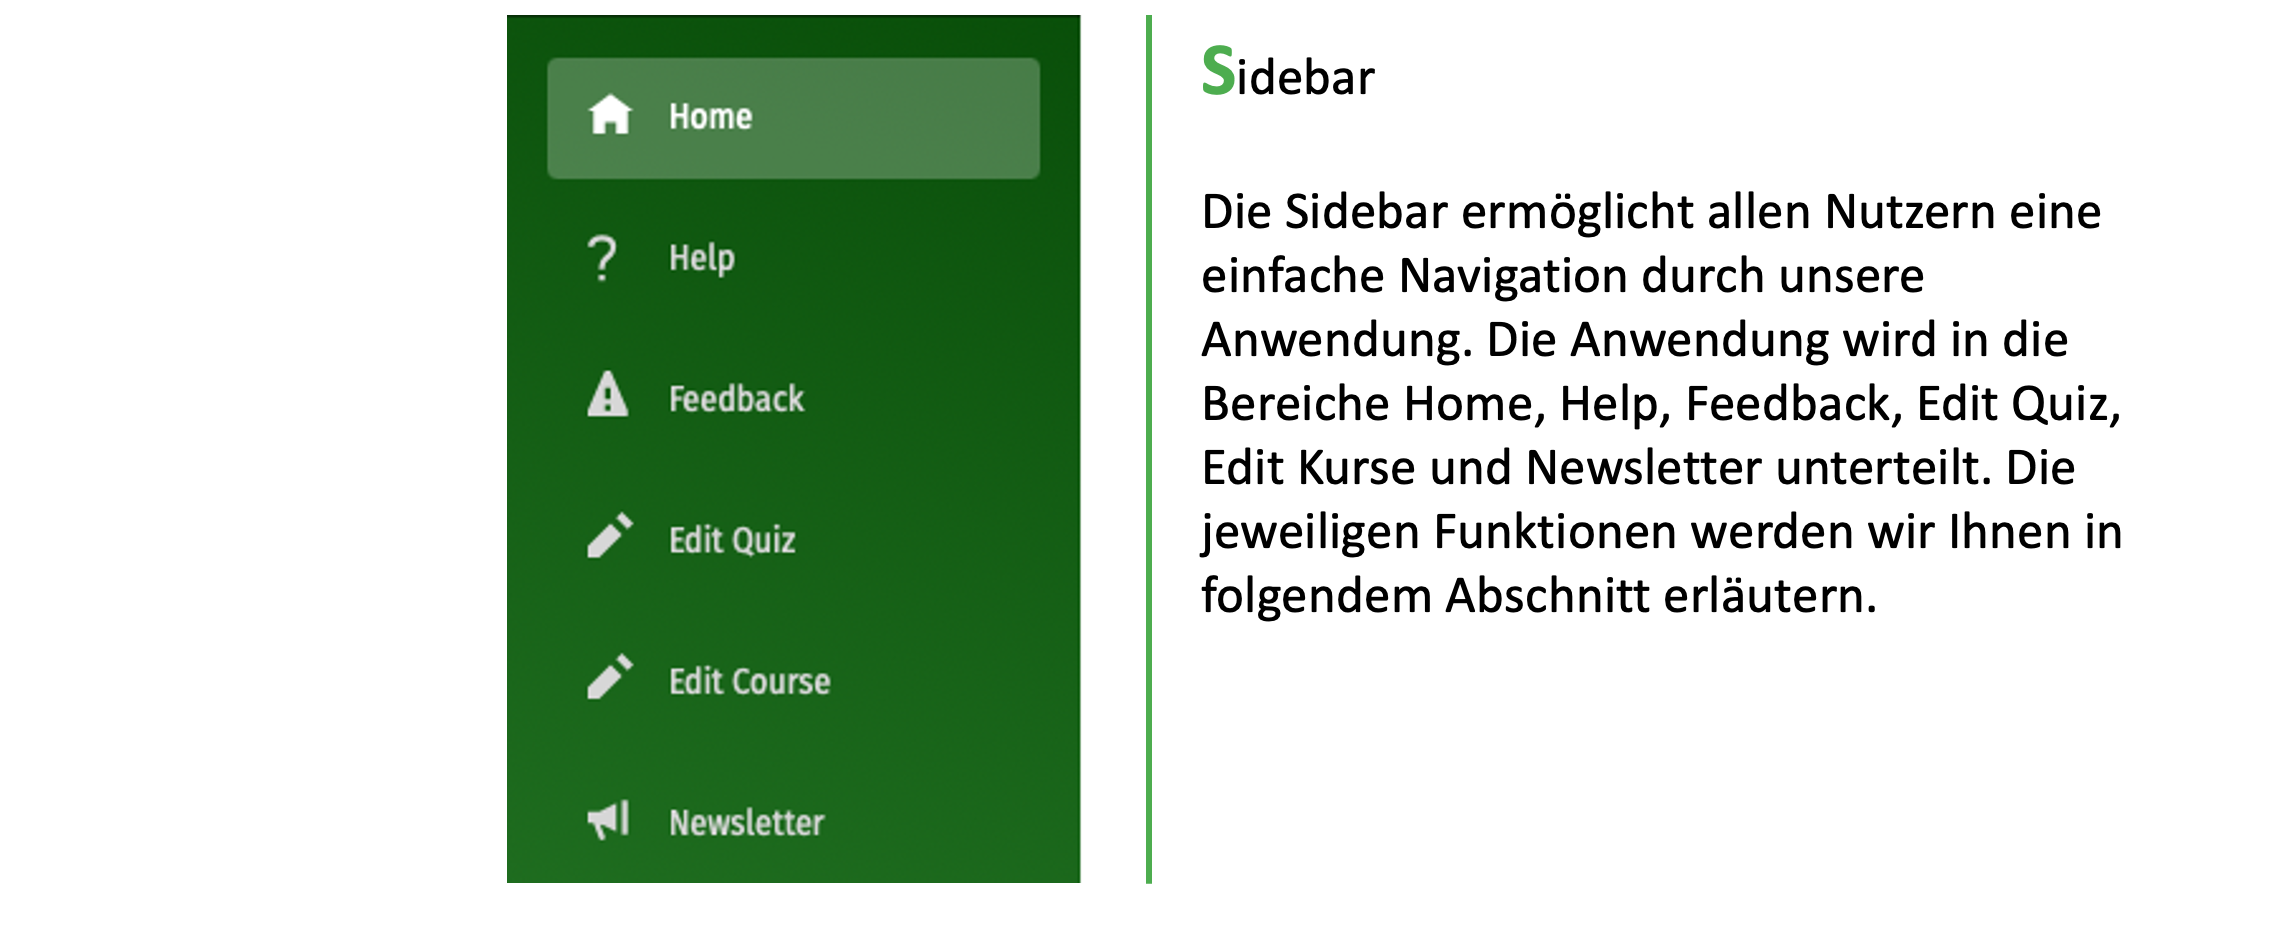 Home
Help
Feedback
Edit Quiz
Edit Course
Newsletter
Sidebar
Die Sidebar ermöglicht allen Nutzern eine
einfache Navigation durch unsere
Anwendung. Die Anwendung wird in die
Bereiche Home, Help, Feedback, Edit Quiz,
Edit Kurse und Newsletter unterteilt. Die
jeweiligen Funktionen werden wir Ihnen in
folgendem Abschnitt erläutern.